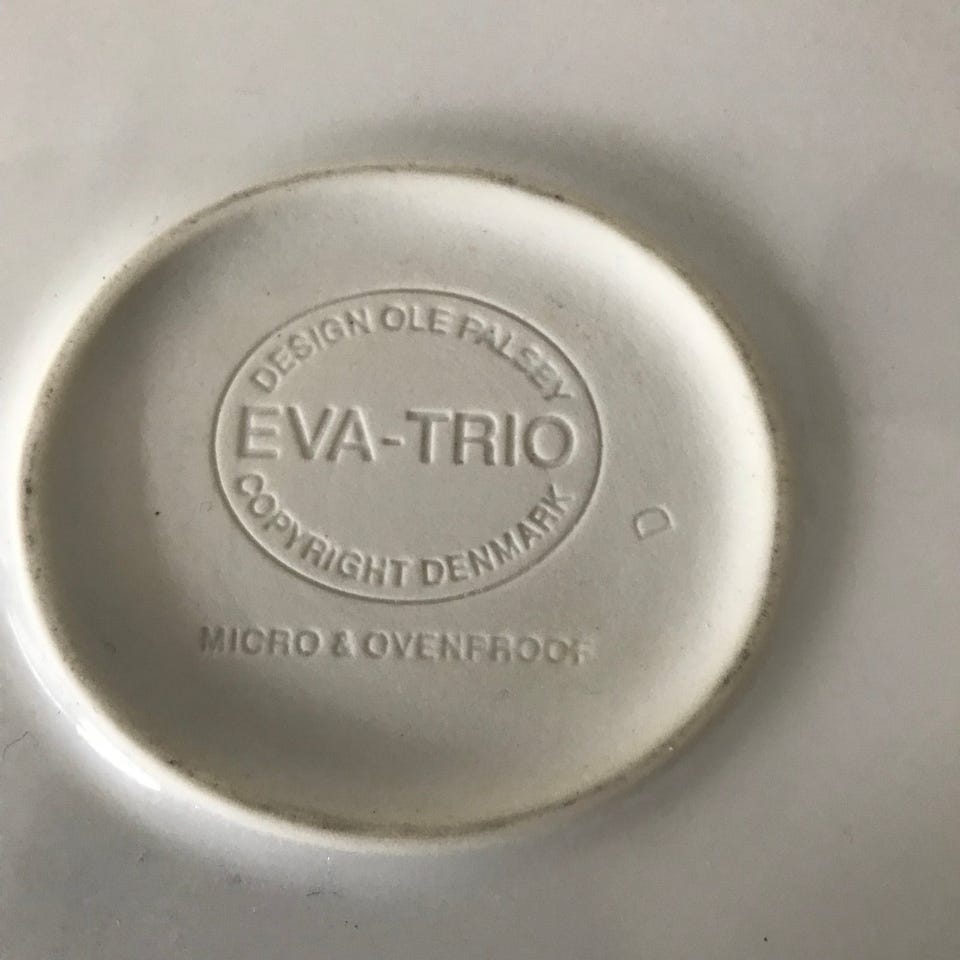 DESIGN OLE PALSBY
EVA-TRIO
COPYRIGHT DENMARK
D
MICRO & OVENPROOF